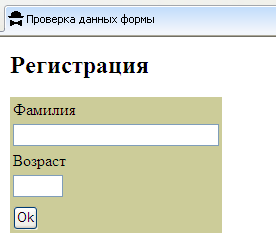 Проверка данных формы
Регистрация
Фамилия
Возраст
Ok